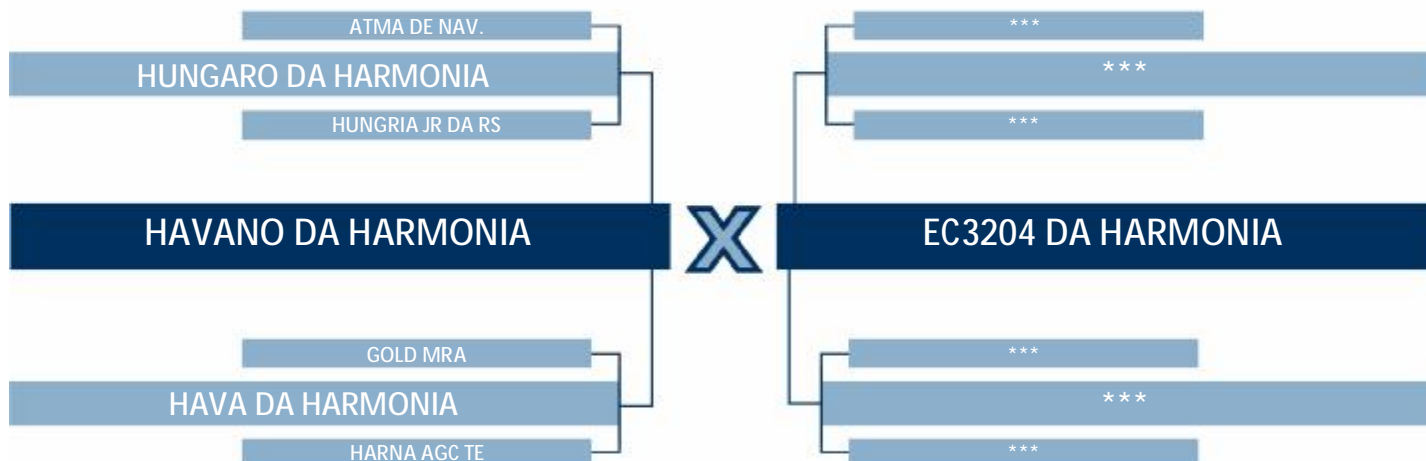 ATMA DE NAV.
***
HUNGARO DA HARMONIA
***
HUNGRIA JR DA RS
***
HAVANO DA HARMONIA
X
EC3204 DA HARMONIA
GOLD MRA
***
HAVA DA HARMONIA
***
HARNA AGC TE
***